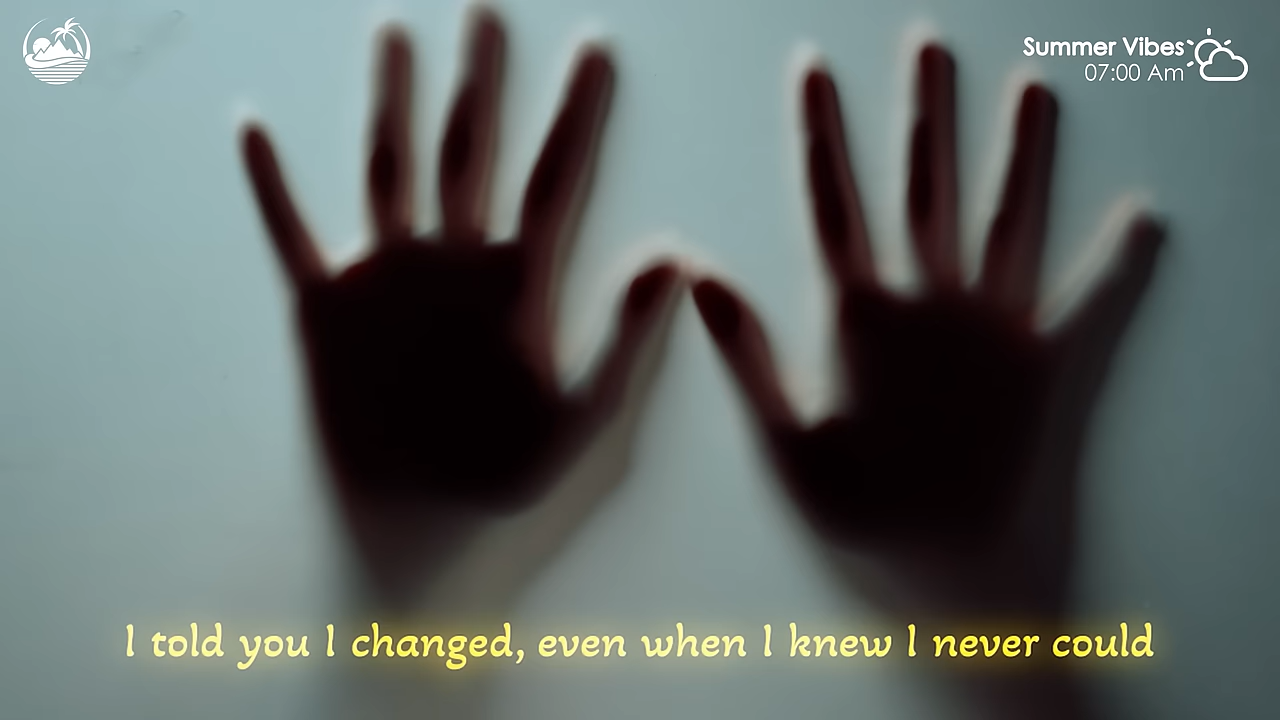 Summer Vibes
07:00 Am
I told you I changed, even when I knew I never could